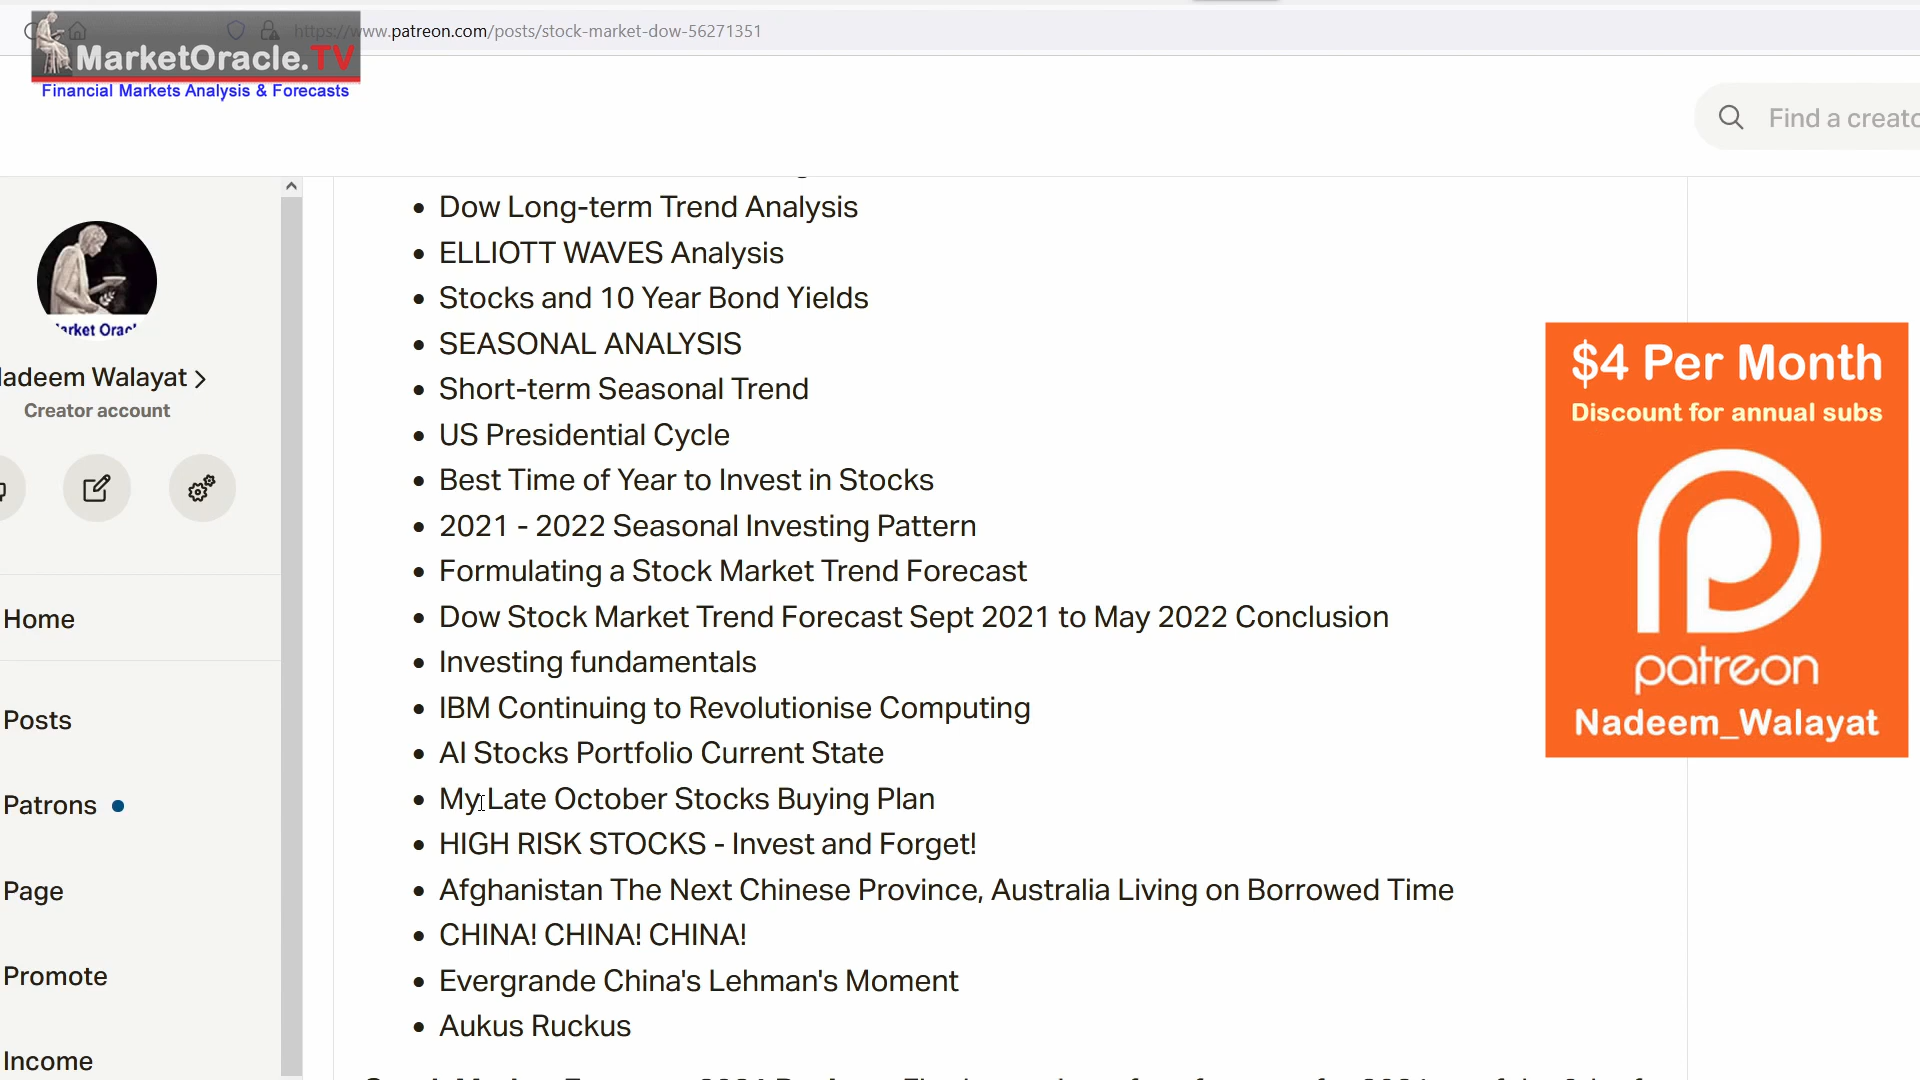 https://www.patreon.com/posts/stock-market-dow-56271351
MarketOracle.TV
Financial Markets Analysis & Forecasts
Find a
Dow Long-term Trend Analysis
ELLIOTT WAVES Analysis
Stocks and 10 Year Bond Yields
SEASONAL ANALYSIS
Short-term Seasonal Trend
US Presidential Cycle
Best Time of Year to Invest in Stocks
2021 - 2022 Seasonal Investing Pattern
Formulating a Stock Market Trend Forecast
Dow Stock Market Trend Forecast Sept 2021 to May 2022 Conclusion
Investing fundamentals
IBM Continuing to Revolutionise Computing
AI Stocks Portfolio Current State
My Late October Stocks Buying Plan
HIGH RISK STOCKS - Invest and Forget!
Afghanistan The Next Chinese Province, Australia Living on Borrowed Time
CHINA! CHINA! CHINA!
Evergrande China's Lehman's Moment
Aukus Ruckus
Walayat
Creator account
Home
Posts
Patrons
Page
Promote
Income
$4 Per Month
Discount for annual subs
patreon
Nadeem_Walayat